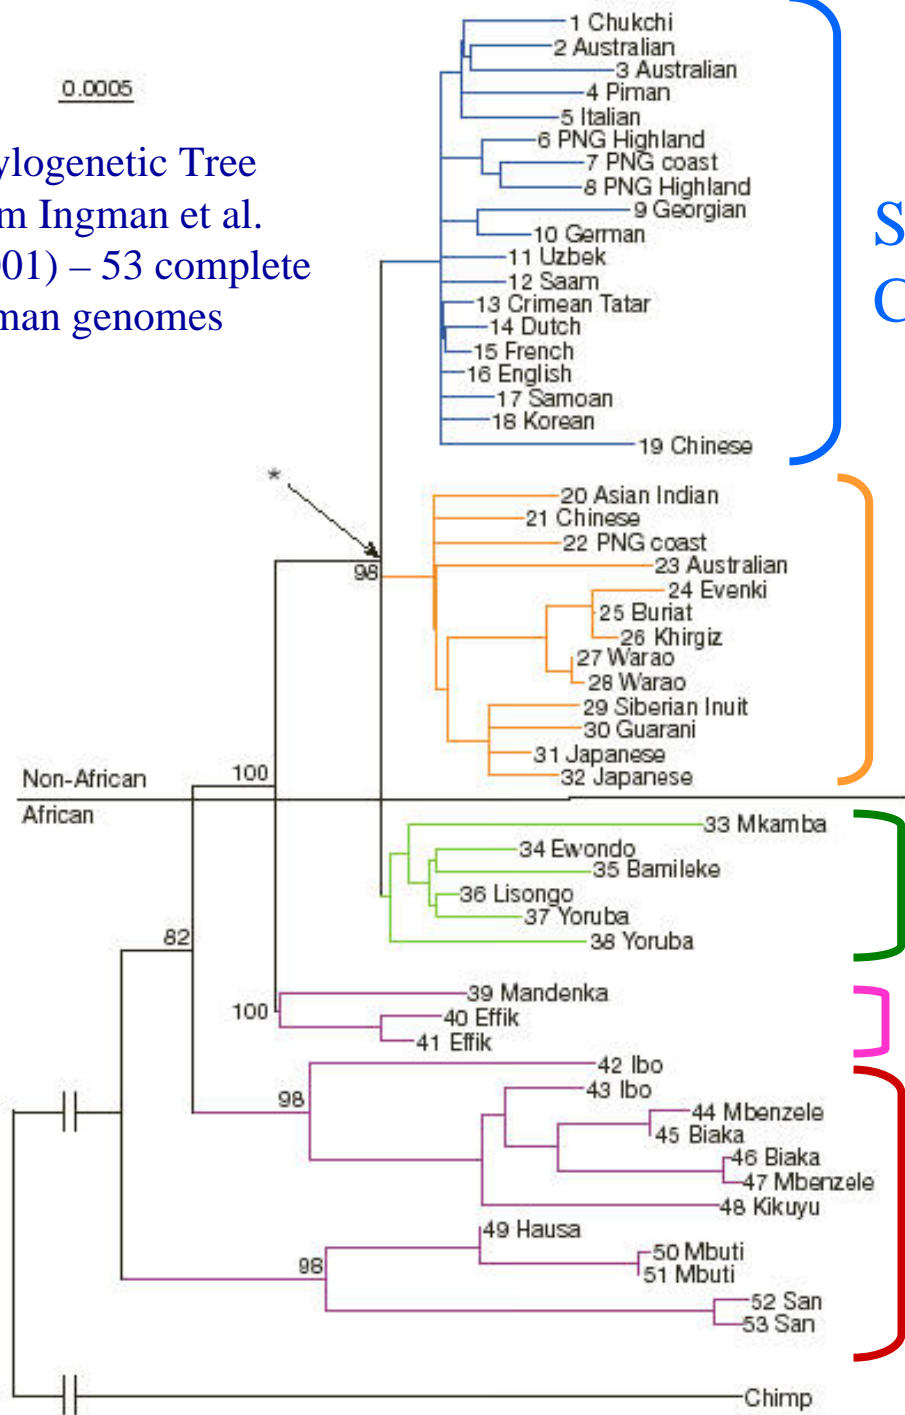 1 Chukchi
2 Australian
3 Australian
4 Piman
5 Italian
6 PNG Highland
7 PNG coast
8 PNG Highland
9 Georgian
10 German
11 Uzbek
12 Saam
13 Crimean Tatar
14 Dutch
15 French
16 English
17 Samoan
18 Korean
19 Chinese
0.0005
ylogenetic Tree
m Ingman et al.
001) – 53 complete
man genomes
S
C
*
98
20 Asian Indian
21 Chinese
22 PNG coast
23 Australian
24 Evenki
25 Buriat
26 Khirgiz
27 Warao
28 Warao
29 Siberian Inuit
30 Guarani
31 Japanese
32 Japanese
100
Non-African
African
33 Mkamba
34 Ewondo
35 Bamileke
36 Lisongo
37 Yoruba
38 Yoruba
82
39 Mandenka
100
40 Effik
41 Effik
42 Ibo
43 Ibo
98
44 Mbenzele
45 Biaka
46 Biaka
47 Mbenzele
48 Kikuyu
49 Hausa
98
50 Mbuti
51 Mbuti
52 San
53 San
Chimp